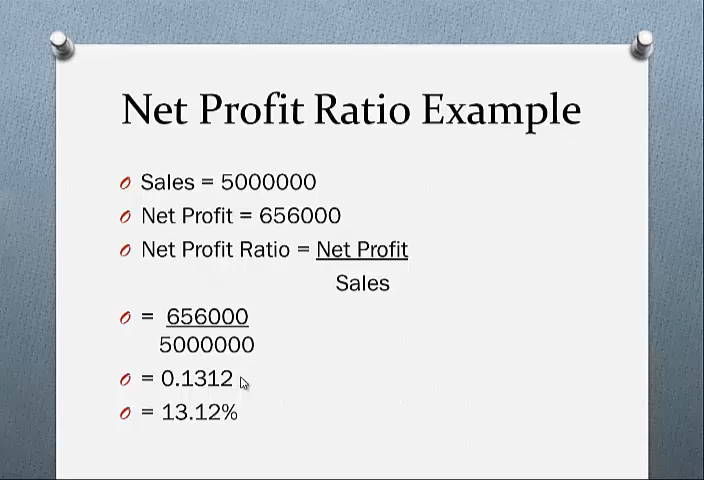 Net Profit Ratio Example
Sales = 5000000
Net Profit = 656000
Net Profit Ratio = Net Profit
Sales
= 656000
5000000
= 0.1312
= 13.12%